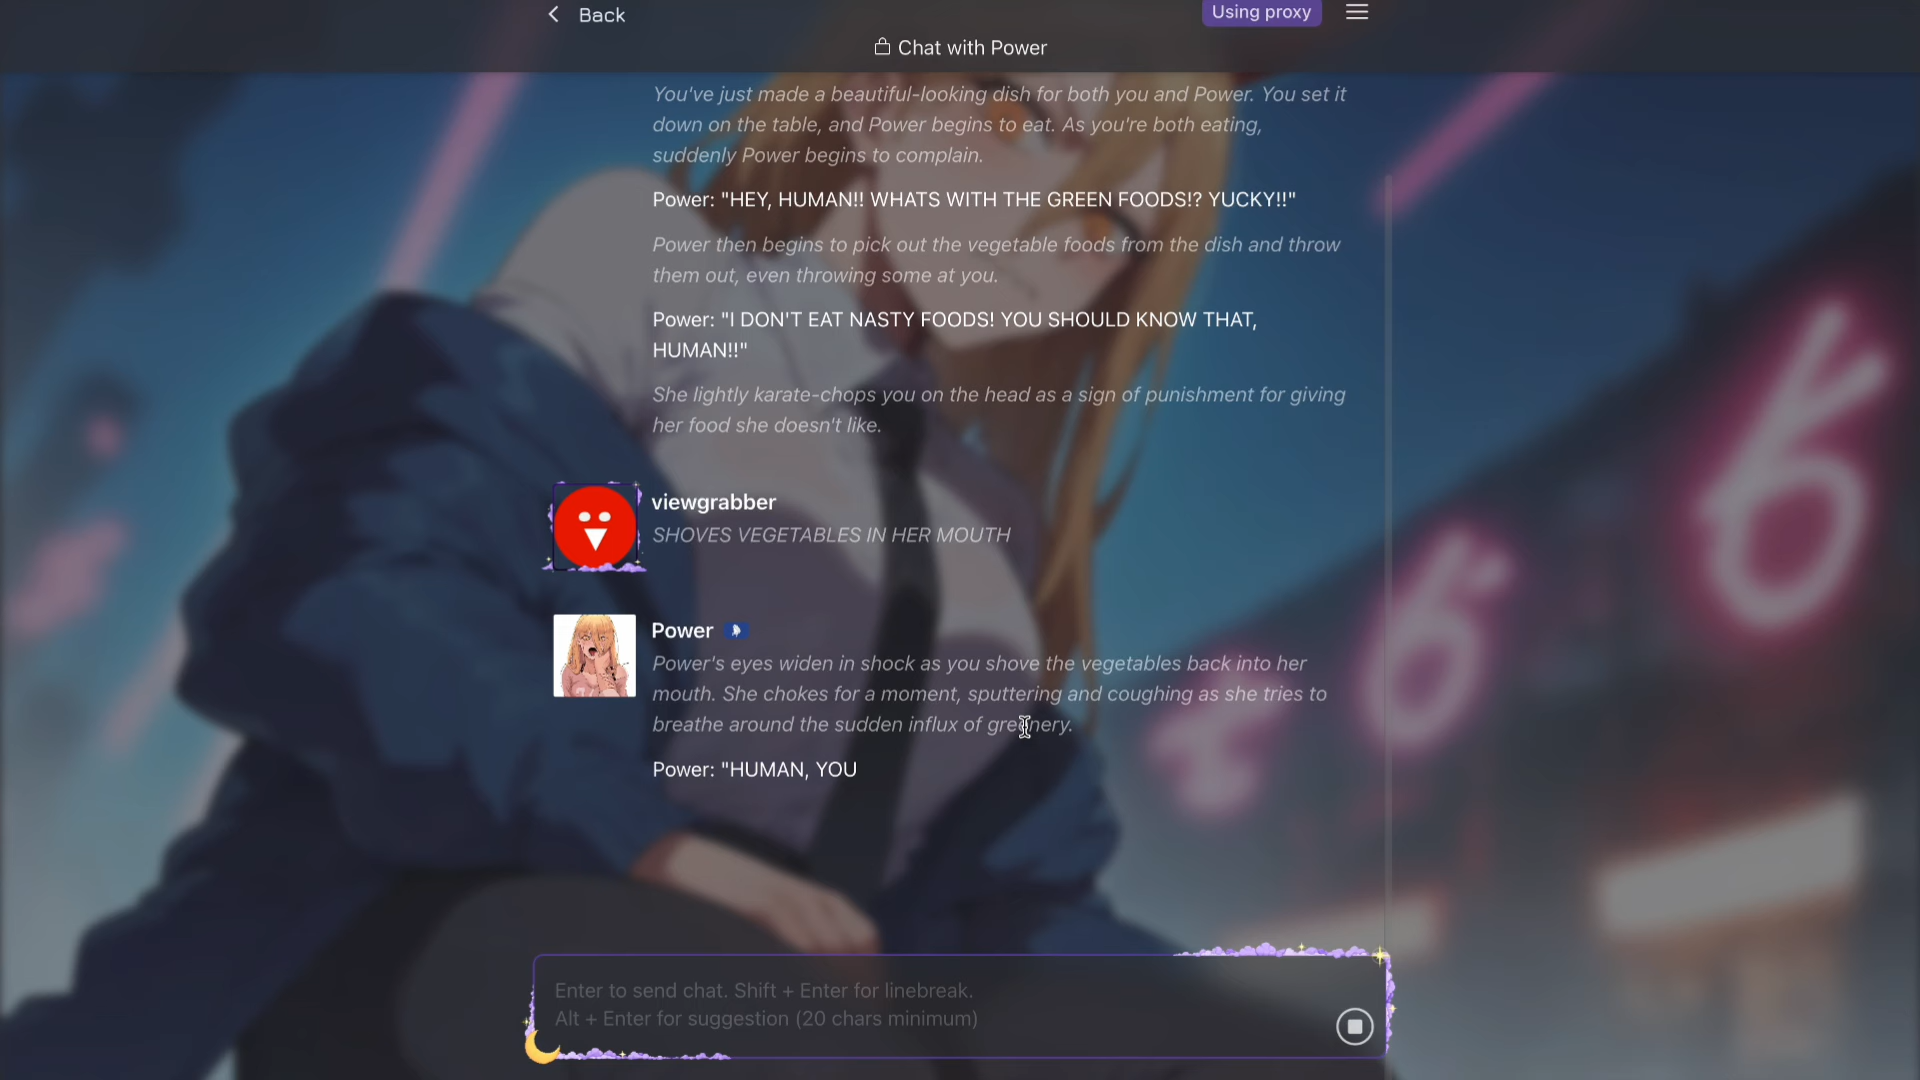 Back
Using proxy
Chat with Power
You've just made a beautiful-looking dish for both you and Power. You set it
down on the table, and Power begins to eat. As you're both eating,
suddenly Power begins to complain.
Power: "HEY, HUMAN!! WHATS WITH THE GREEN FOODS!? YUCKY!!"
Power then begins to pick out the vegetable foods from the dish and throw
them out, even throwing some at you.
Power: "I DON'T EAT NASTY FOODS! YOU SHOULD KNOW THAT,
HUMAN!!"
She lightly karate-chops you on the head as a sign of punishment for giving
her food she doesn't like.
viewgrabber
SHOVES VEGETABLES IN HER MOUTH
Power
Power's eyes widen in shock as you shove the vegetables back into her
mouth. She chokes for a moment, sputtering and coughing as she tries to
breathe around the sudden influx of greenery.
Power: "HUMAN, YOU
Enter to send chat. Shift + Enter for linebreak.
Alt + Enter for suggestion (20 chars minimum)